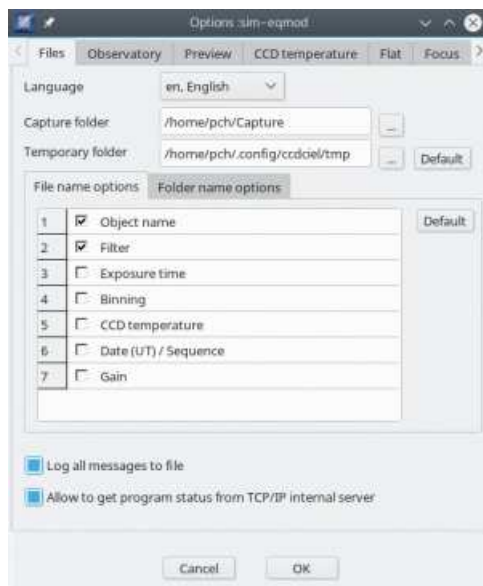 Options :sim-eqmod
Files Observatory Preview CCD temperature Flat Focus
Language en, English
Capture folder /home/pch/Capture ...
Temporary folder /home/pch/.config/ccdciel/tmp ... Default
File name options Folder name options
1 Object name Default
2 Filter
3 Exposure time
4 Binning
5 CCD temperature
6 Date (UT) / Sequence
7 Gain
Log all messages to file
Allow to get program status from TCP/IP internal server
Cancel OK